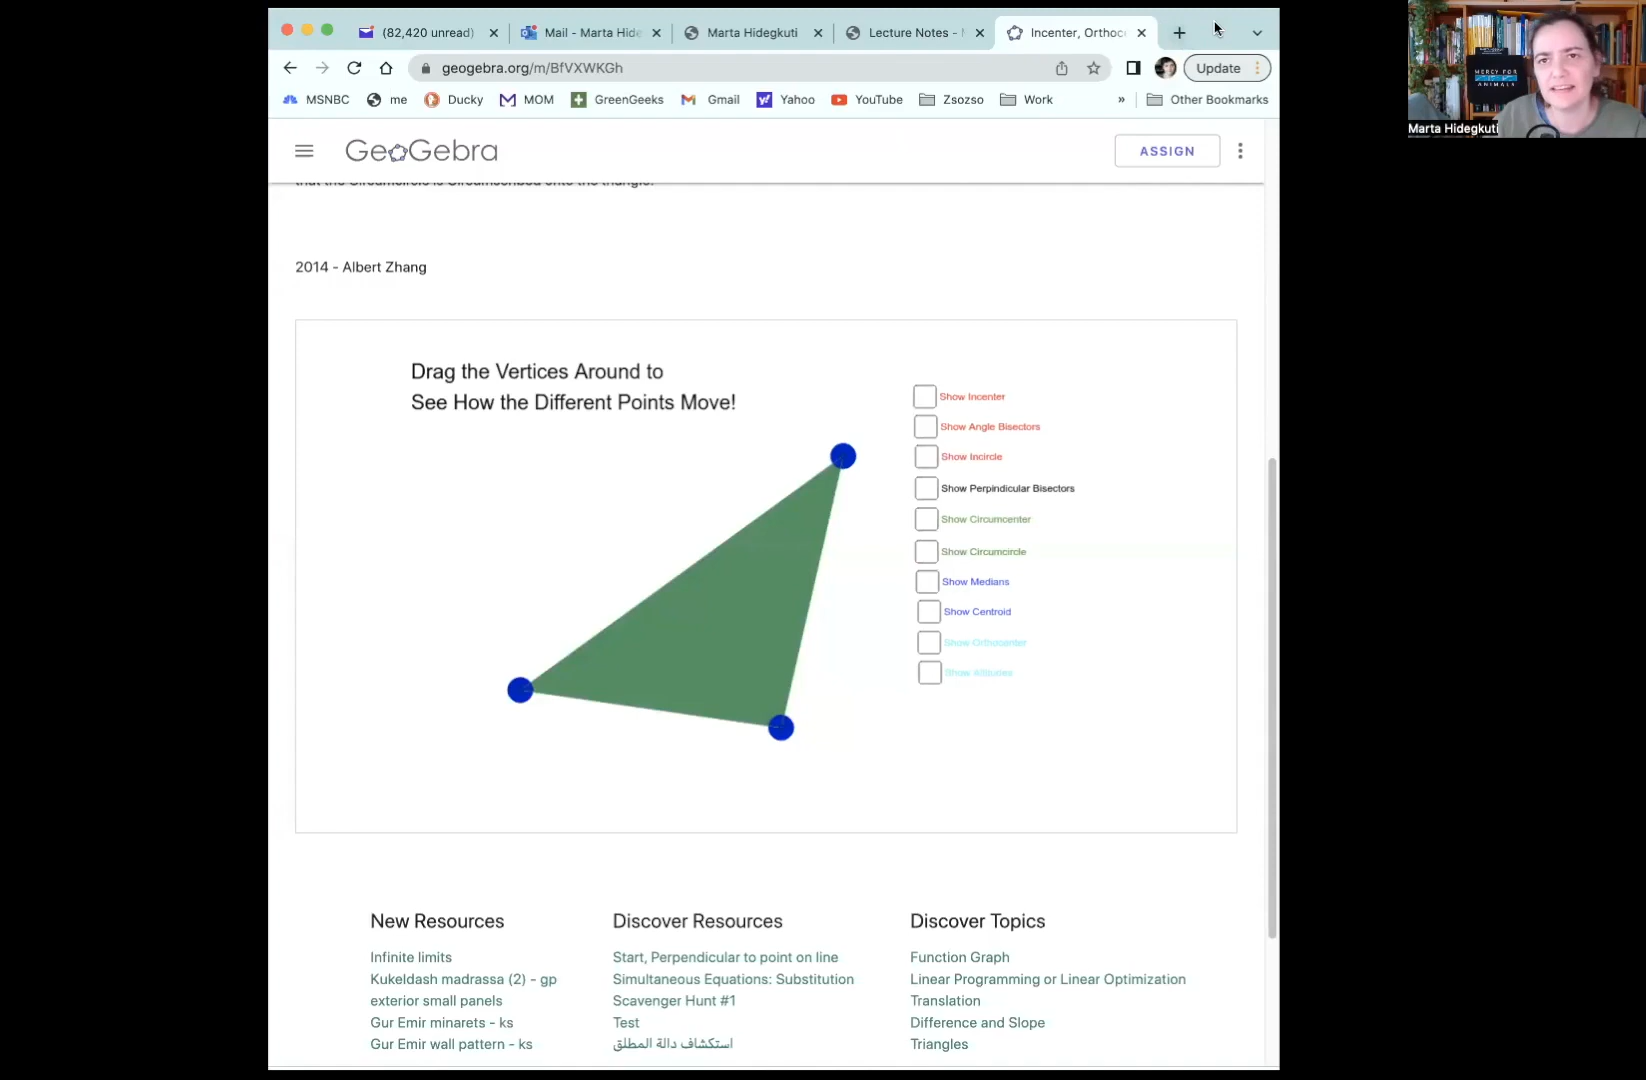 (82,420 unread)
Mail - Marta Hide
Marta Hidegkuti
Lecture Notes -
Incenter, Orthoc
geogebra.org/m/BfVXWKGh
Update
MSNBC
me
Ducky
MOM
GreenGeeks
Gmail
Yahoo
YouTube
Zsozso
Work
»
Other Bookmarks
GeoGebra
ASSIGN
2014 - Albert Zhang
Drag the Vertices Around to
See How the Different Points Move!
Show Incenter
Show Angle Bisectors
Show Incircle
Show Perpindicular Bisectors
Show Circumcenter
Show Circumcircle
Show Medians
Show Centroid
Show Orthocenter
Show Altitudes
New Resources
Infinite limits
Kukeldash madrassa (2) - gp
exterior small panels
Gur Emir minarets - ks
Gur Emir wall pattern - ks
Discover Resources
Start, Perpendicular to point on line
Simultaneous Equations: Substitution
Scavenger Hunt #1
Test
استكشاف دالة المطلق
Discover Topics
Function Graph
Linear Programming or Linear Optimization
Translation
Difference and Slope
Triangles
MERCY FOR
ANIMALS
Marta Hidegkuti